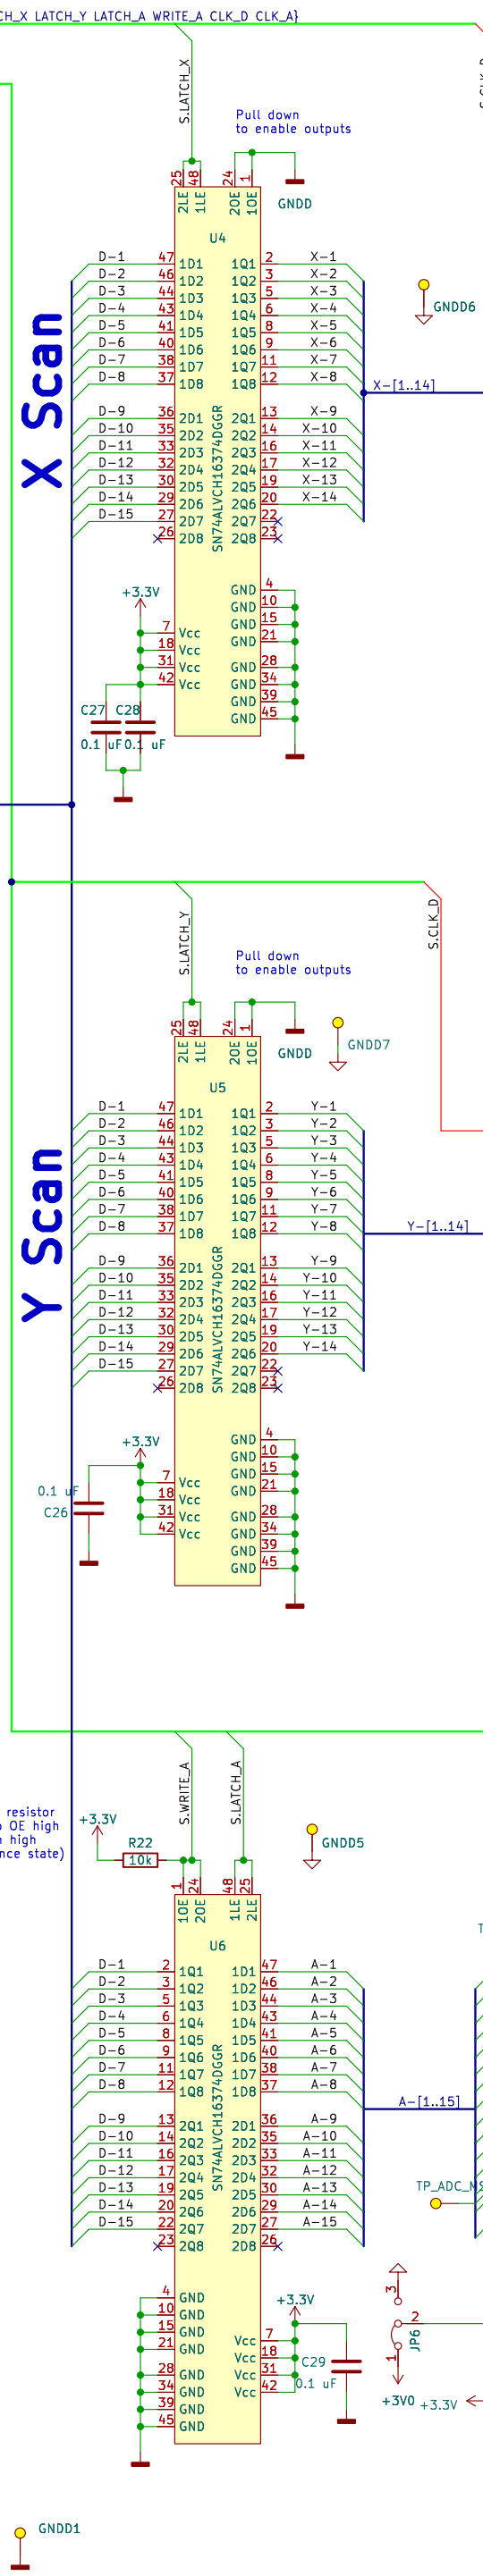 CH_X LATCH_Y LATCH_A WRITE_A CLK_D CLK_A}
S.LATCH_X
Pull down
to enable outputs
25 48 24 1
2LE 1LE 2OE 1OE
GNDD
U4
X Scan
SN74ALVCH16374DGGR
D-1 47 1D1 1Q1 2 X-1
D-2 46 1D2 1Q2 3 X-2
D-3 44 1D3 1Q3 5 X-3
D-4 43 1D4 1Q4 6 X-4
D-5 41 1D5 1Q5 8 X-5
D-6 40 1D6 1Q6 9 X-6
D-7 38 1D7 1Q7 11 X-7
D-8 37 1D8 1Q8 12 X-8
D-9 36 2D1 2Q1 13 X-9
D-10 35 2D2 2Q2 14 X-10
D-11 33 2D3 2Q3 16 X-11
D-12 32 2D4 2Q4 17 X-12
D-13 30 2D5 2Q5 19 X-13
D-14 29 2D6 2Q6 20 X-14
D-15 27 2D7 2Q7 22
26 2D8 2Q8 23
GNDD6
X-[1..14]
+3.3V
GND 4
GND 10
GND 15
GND 21
GND 28
GND 34
GND 39
GND 45
7 Vcc
18 Vcc
31 Vcc
42 Vcc
C27 C28
0.1 uF 0.1 uF
S.LATCH_Y
S.CLK_D
Pull down
to enable outputs
25 48 24 1
2LE 1LE 2OE 1OE
GNDD
GNDD7
U5
Y Scan
SN74ALVCH16374DGGR
D-1 47 1D1 1Q1 2 Y-1
D-2 46 1D2 1Q2 3 Y-2
D-3 44 1D3 1Q3 5 Y-3
D-4 43 1D4 1Q4 6 Y-4
D-5 41 1D5 1Q5 8 Y-5
D-6 40 1D6 1Q6 9 Y-6
D-7 38 1D7 1Q7 11 Y-7
D-8 37 1D8 1Q8 12 Y-8
D-9 36 2D1 2Q1 13 Y-9
D-10 35 2D2 2Q2 14 Y-10
D-11 33 2D3 2Q3 16 Y-11
D-12 32 2D4 2Q4 17 Y-12
D-13 30 2D5 2Q5 19 Y-13
D-14 29 2D6 2Q6 20 Y-14
D-15 27 2D7 2Q7 22
26 2D8 2Q8 23
Y-[1..14]
+3.3V
GND 4
GND 10
GND 15
GND 21
GND 28
GND 34
GND 39
GND 45
7 Vcc
18 Vcc
31 Vcc
42 Vcc
0.1 uF
C26
S.WRITE_A
S.LATCH_A
resistor
OE high
high
nce state)
+3.3V
R22
10k
GNDD5
1 24 48 25
1OE 2OE 1LE 2LE
U6
SN74ALVCH16374DGGR
D-1 2 1Q1 1D1 47 A-1
D-2 3 1Q2 1D2 46 A-2
D-3 5 1Q3 1D3 44 A-3
D-4 6 1Q4 1D4 43 A-4
D-5 8 1Q5 1D5 41 A-5
D-6 9 1Q6 1D6 40 A-6
D-7 11 1Q7 1D7 38 A-7
D-8 12 1Q8 1D8 37 A-8
D-9 13 2Q1 2D1 36 A-9
D-10 14 2Q2 2D2 35 A-10
D-11 16 2Q3 2D3 33 A-11
D-12 17 2Q4 2D4 32 A-12
D-13 19 2Q5 2D5 30 A-13
D-14 20 2Q6 2D6 29 A-14
D-15 22 2Q7 2D7 27 A-15
23 2Q8 2D8 26
A-[1..15]
TP_ADC_MS
4 GND
10 GND
15 GND
21 GND
28 GND
34 GND
39 GND
45 GND
+3.3V
Vcc 7
Vcc 18
Vcc 31
Vcc 42
C29
0.1 uF
3
2
1
JP6
+3V0
+3.3V
GNDD1